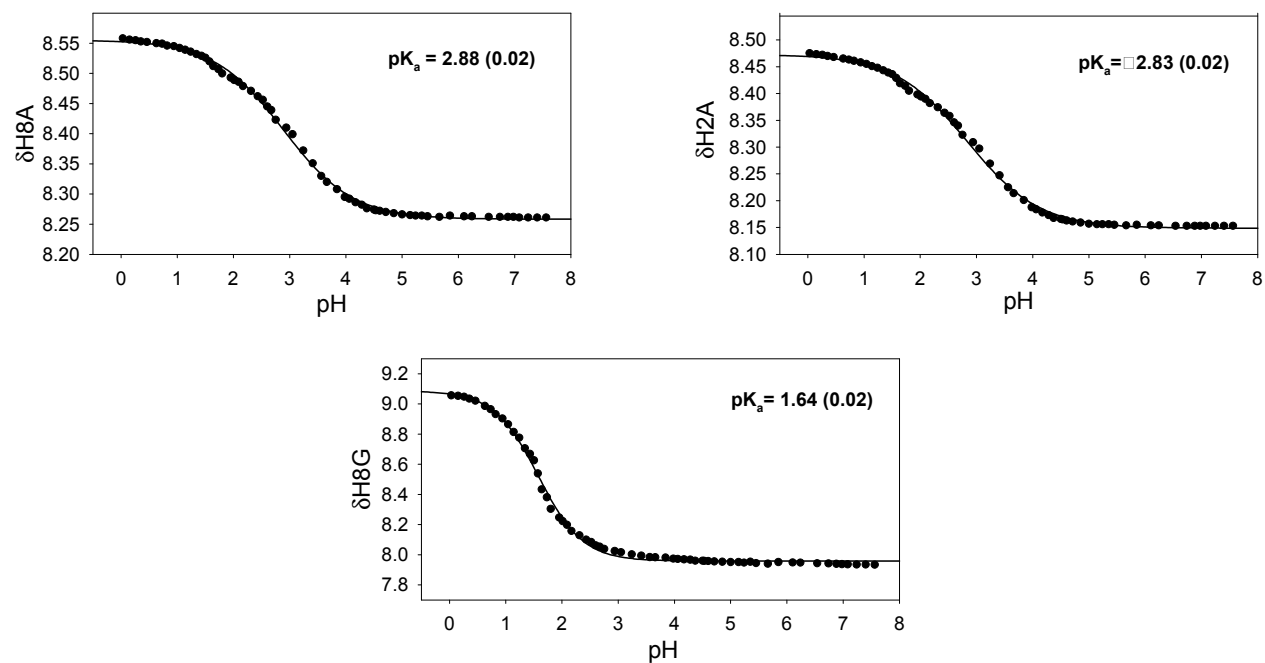 8.55
8.50
8.45
8.40
8.35
8.30
8.25
8.20
δH8A
pKₐ = 2.88 (0.02)
0 1 2 3 4 5 6 7 8
pH
8.50
8.45
8.40
8.35
8.30
8.25
8.20
8.15
8.10
δH2A
pKₐ= □2.83 (0.02)
0 1 2 3 4 5 6 7 8
pH
9.2
9.0
8.8
8.6
8.4
8.2
8.0
7.8
δH8G
pKₐ= 1.64 (0.02)
0 1 2 3 4 5 6 7 8
pH